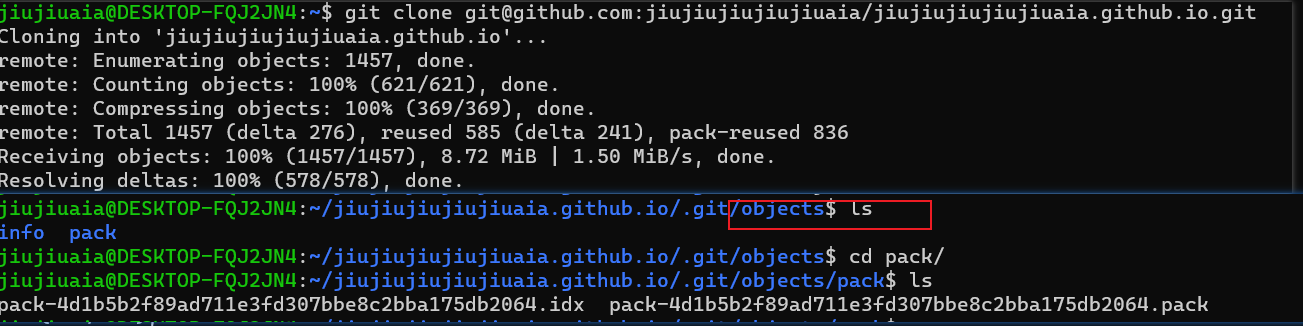 jiujiuaia@DESKTOP-FQJ2JN4:~$ git clone git@github.com:jiujiujiujiujiuaia/jiujiujiujiujiuaia.github.io.git
Cloning into 'jiujiujiujiujiuaia.github.io'...
remote: Enumerating objects: 1457, done.
remote: Counting objects: 100% (621/621), done.
remote: Compressing objects: 100% (369/369), done.
remote: Total 1457 (delta 276), reused 585 (delta 241), pack-reused 836
Receiving objects: 100% (1457/1457), 8.72 MiB | 1.50 MiB/s, done.
Resolving deltas: 100% (578/578), done.
jiujiuaia@DESKTOP-FQJ2JN4:~/jiujiujiujiujiuaia.github.io/.git/objects$ ls
info  pack
jiujiuaia@DESKTOP-FQJ2JN4:~/jiujiujiujiujiuaia.github.io/.git/objects$ cd pack/
jiujiuaia@DESKTOP-FQJ2JN4:~/jiujiujiujiujiuaia.github.io/.git/objects/pack$ ls
pack-4d1b5b2f89ad711e3fd307bbe8c2bba175db2064.idx  pack-4d1b5b2f89ad711e3fd307bbe8c2bba175db2064.pack